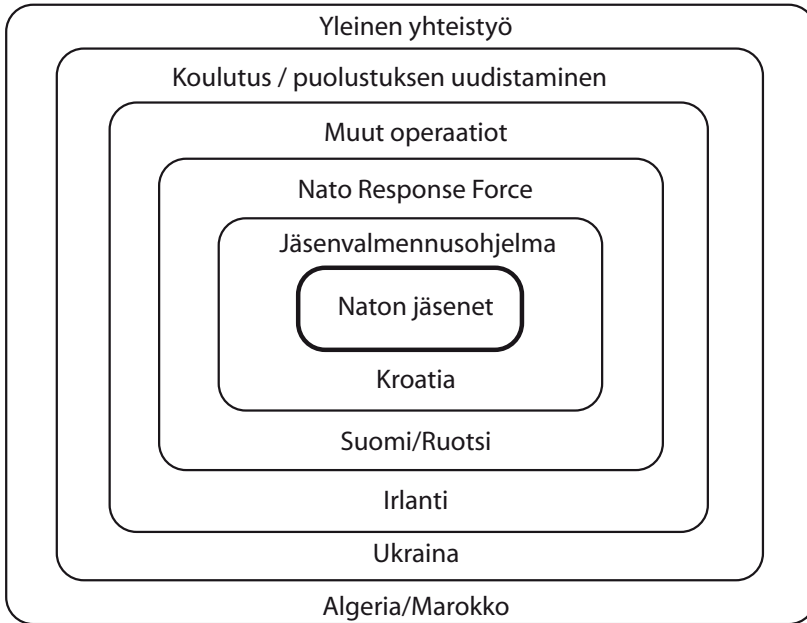 Yleinen yhteistyö
Koulutus / puolustuksen uudistaminen
Muut operaatiot
Nato Response Force
Jäsenvalmennusohjelma
Naton jäsenet
Kroatia
Suomi/Ruotsi
Irlanti
Ukraina
Algeria/Marokko